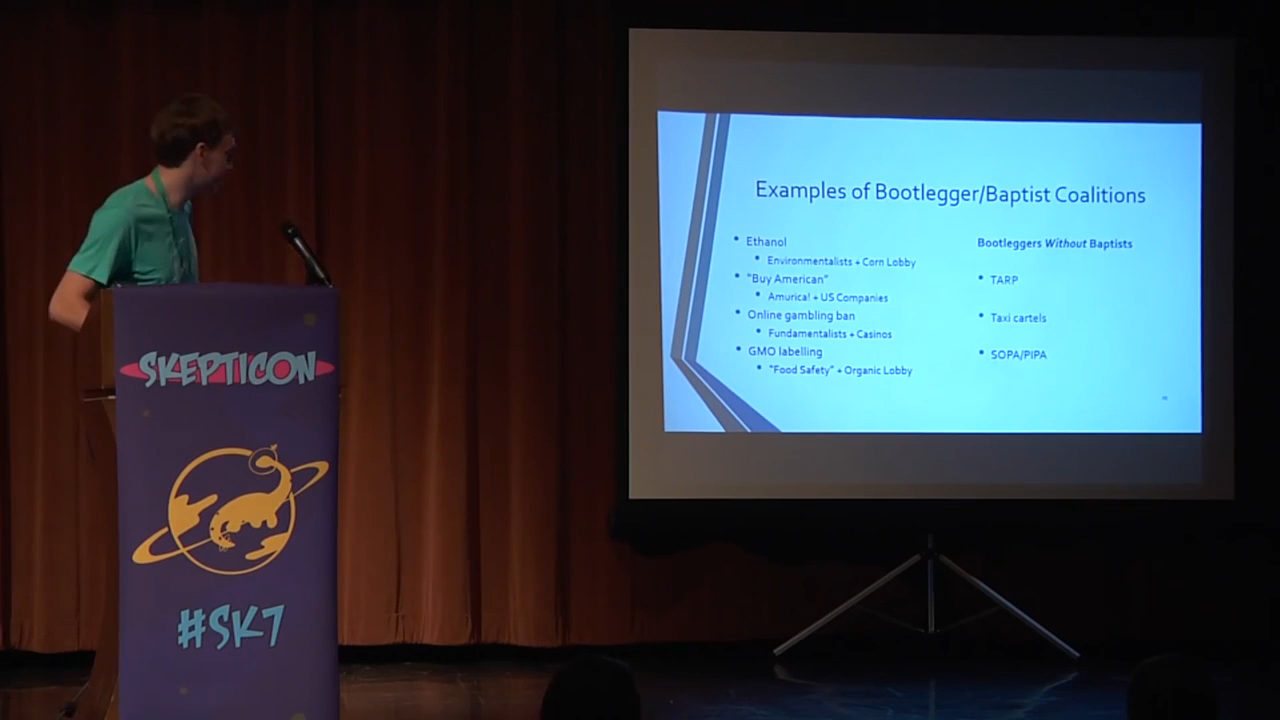 SKEPTICON
#SK7
Examples of Bootlegger/Baptist Coalitions
• Ethanol
• Environmentalists + Corn Lobby
• "Buy American"
• Amurica! + US Companies
• Online gambling ban
• Fundamentalists + Casinos
• GMO labelling
• "Food Safety" + Organic Lobby
Bootleggers Without Baptists
• TARP
• Taxi cartels
• SOPA/PIPA